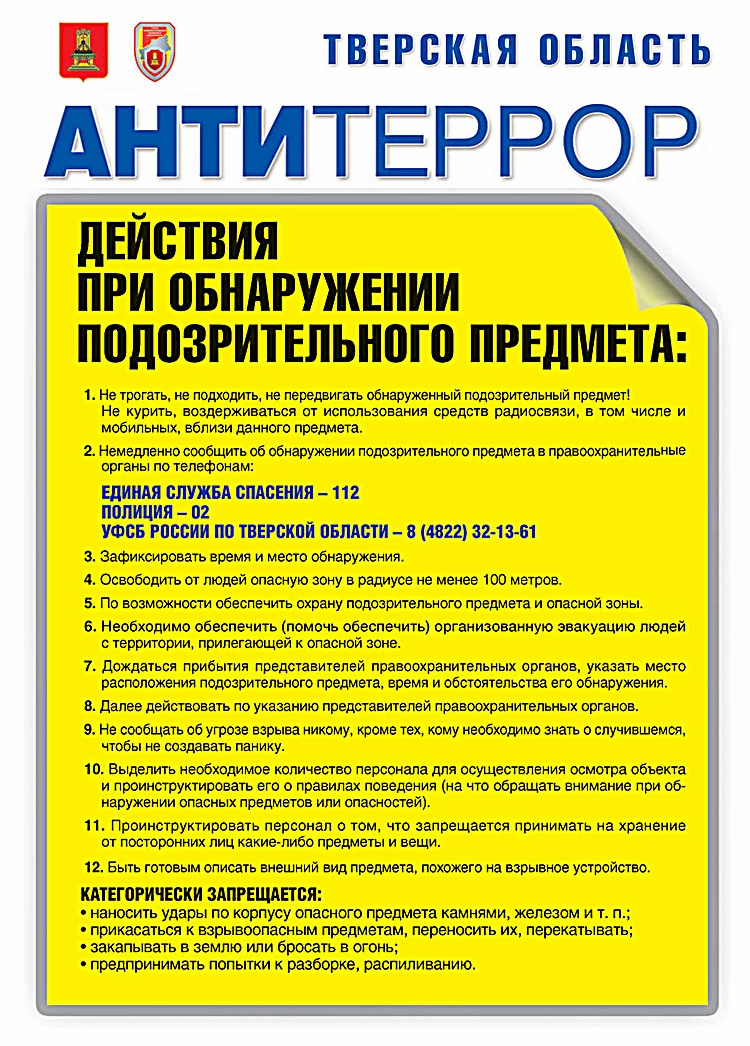 ТВЕРСКАЯ ОБЛАСТЬ
АНТИТЕРРОР
ДЕЙСТВИЯ
ПРИ ОБНАРУЖЕНИИ
ПОДОЗРИТЕЛЬНОГО ПРЕДМЕТА:
1. Не трогать, не подходить, не передвигать обнаруженный подозрительный предмет!
Не курить, воздерживаться от использования средств радиосвязи, в том числе и
мобильных, вблизи данного предмета.
2. Немедленно сообщить об обнаружении подозрительного предмета в правоохранительные
органы по телефонам:
ЕДИНАЯ СЛУЖБА СПАСЕНИЯ – 112
ПОЛИЦИЯ – 02
УФСБ РОССИИ ПО ТВЕРСКОЙ ОБЛАСТИ – 8 (4822) 32-13-61
3. Зафиксировать время и место обнаружения.
4. Освободить от людей опасную зону в радиусе не менее 100 метров.
5. По возможности обеспечить охрану подозрительного предмета и опасной зоны.
6. Необходимо обеспечить (помочь обеспечить) организованную эвакуацию людей
с территории, прилегающей к опасной зоне.
7. Дождаться прибытия представителей правоохранительных органов, указать место
расположения подозрительного предмета, время и обстоятельства его обнаружения.
8. Далее действовать по указанию представителей правоохранительных органов.
9. Не сообщать об угрозе взрыва никому, кроме тех, кому необходимо знать о случившемся,
чтобы не создавать панику.
10. Выделить необходимое количество персонала для осуществления осмотра объекта
и проинструктировать его о правилах поведения (на что обращать внимание при об-
наружении опасных предметов или опасностей).
11. Проинструктировать персонал о том, что запрещается принимать на хранение
от посторонних лиц какие-либо предметы и вещи.
12. Быть готовым описать внешний вид предмета, похожего на взрывное устройство.
КАТЕГОРИЧЕСКИ ЗАПРЕЩАЕТСЯ:
• наносить удары по корпусу опасного предмета камнями, железом и т. п.;
• прикасаться к взрывоопасным предметам, переносить их, перекатывать;
• закапывать в землю или бросать в огонь;
• предпринимать попытки к разборке, распиливанию.